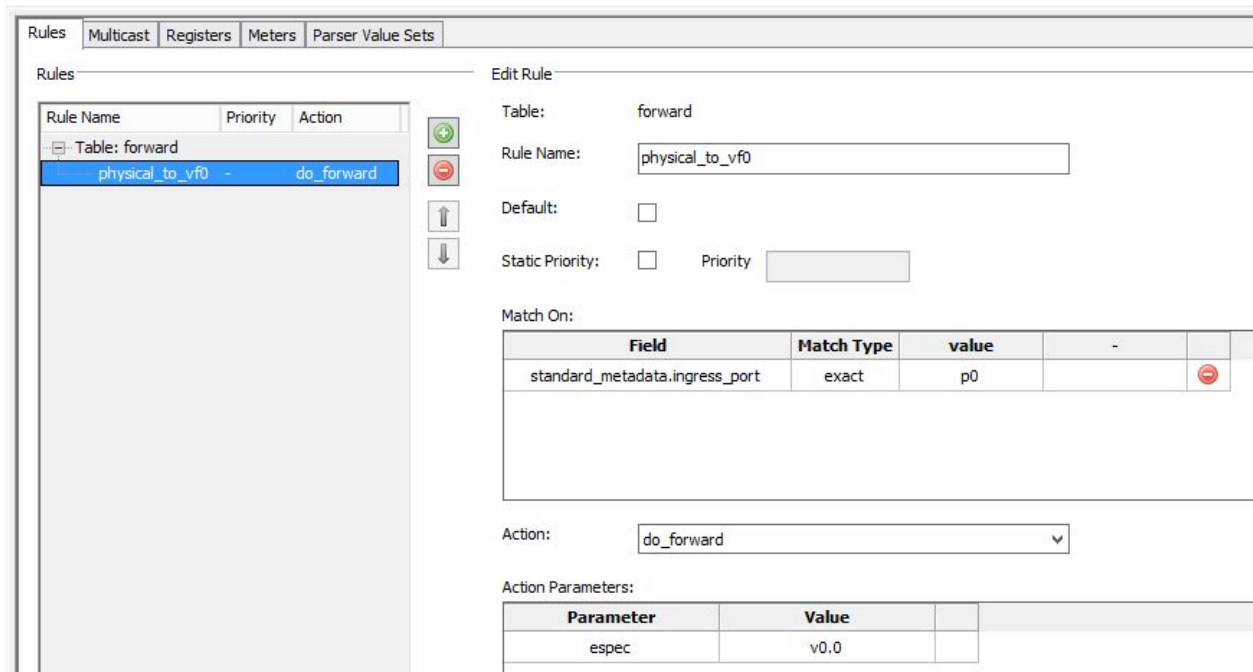 Rules Multicast Registers Meters Parser Value Sets
Rules
Rule Name Priority Action
Table: forward
physical_to_vf0 - do_forward
Edit Rule
Table: forward
Rule Name: physical_to_vf0
Default:
Static Priority: Priority
Match On:
Field Match Type value -
standard_metadata.ingress_port exact p0
Action: do_forward
Action Parameters:
Parameter Value
espec v0.0